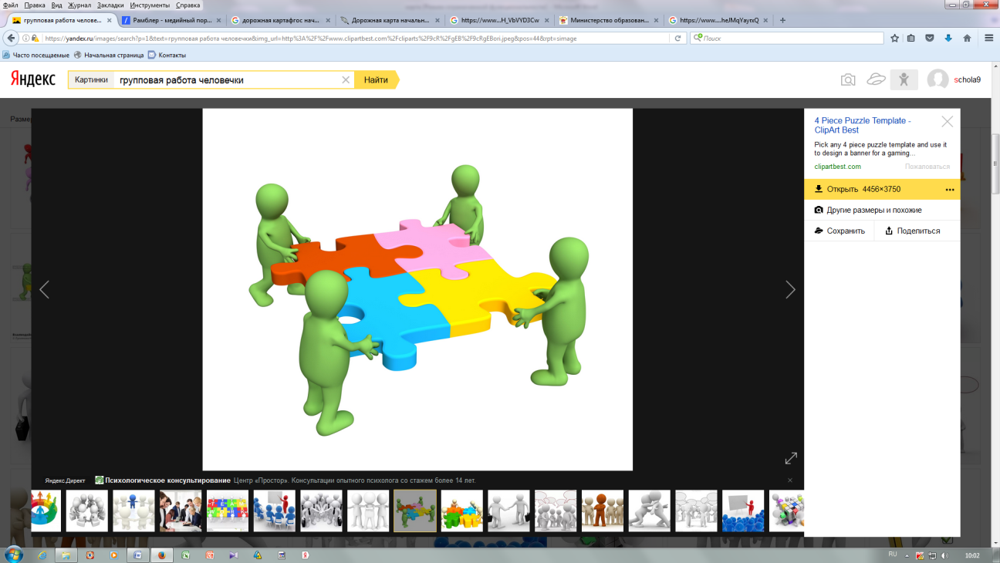 Файл Правка Вид Журнал Закладки Инструменты Справка
групповая работа челове...
Рамблер - медийный пор...
дорожная картафгос нач...
Дорожная карта начальн...
https://www....H_VbVYD3Cw
Министерство образован...
https://www....heJMqYayrxQ
https://yandex.ru/images/search?p=1&text=групповая работа человечки&img_url=http%3A%2F%2Fwww.clipartbest.com%2Fcliparts%2F9cR%2FgEB%2F9cRgEBori.jpeg&pos=44&rpt=simage
Поиск
Часто посещаемые Начальная страница Контакты
Яндекс
Картинки
групповая работа человечки
Найти
schola9
4 Piece Puzzle Template -
ClipArt Best
Pick any 4 piece puzzle template and use it
to design a banner for a gaming...
clipartbest.com
Пожаловаться
Открыть 4456×3750
Другие размеры и похожие
Сохранить
Поделиться
Яндекс.Директ
Психологическое консультирование Центр «Простор». Консультации опытного психолога со стажем более 14 лет.
RU
10:02